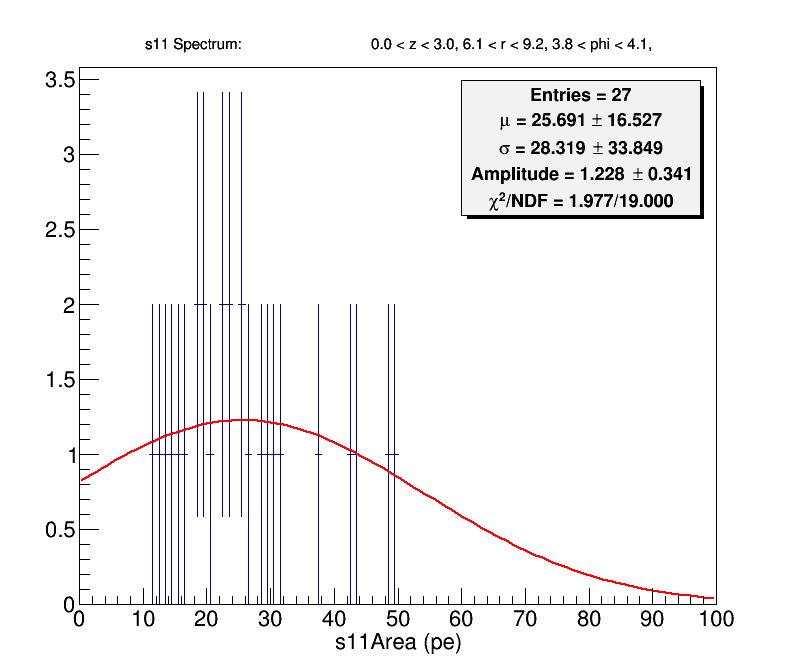 s11 Spectrum: 0.0 < z < 3.0, 6.1 < r < 9.2, 3.8 < phi < 4.1,
Entries = 27
μ = 25.691 ± 16.527
σ = 28.319 ± 33.849
Amplitude = 1.228 ± 0.341
χ²/NDF = 1.977/19.000
3.5
3
2.5
2
1.5
1
0.5
0
0 10 20 30 40 50 60 70 80 90 100
s11Area (pe)